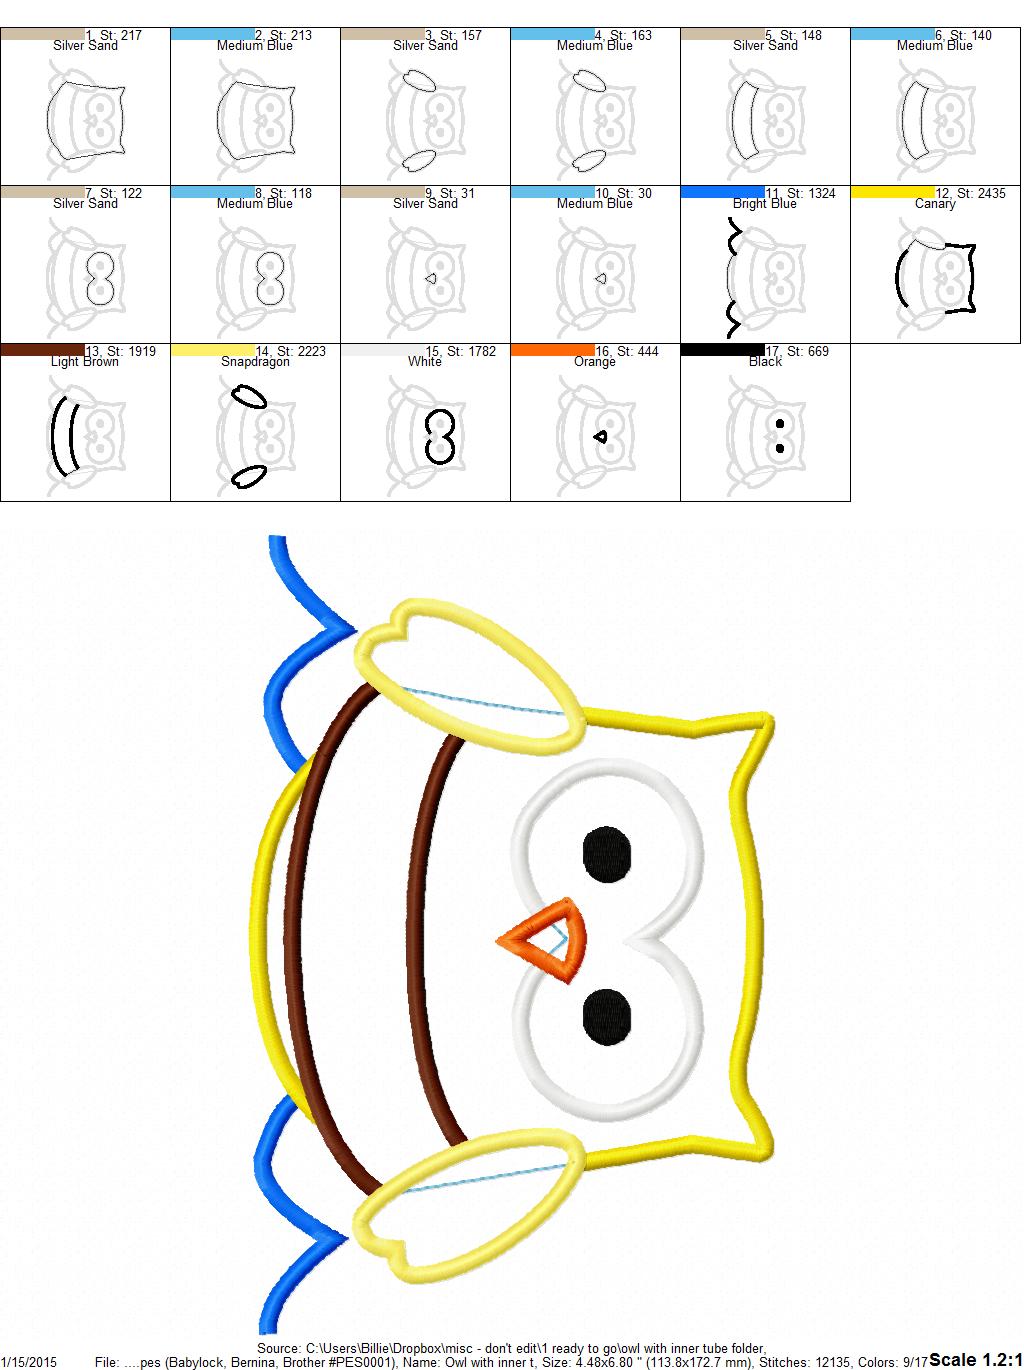 1, St: 217
Silver Sand
2, St: 213
Medium Blue
3, St: 157
Silver Sand
4, St: 163
Medium Blue
5, St: 148
Silver Sand
6, St: 140
Medium Blue
7, St: 122
Silver Sand
8, St: 118
Medium Blue
9, St: 31
Silver Sand
10, St: 30
Medium Blue
11, St: 1324
Bright Blue
12, St: 2435
Canary
13, St: 1919
Light Brown
14, St: 2223
Snapdragon
15, St: 1782
White
16, St: 444
Orange
17, St: 669
Black
Source: C:\Users\Billie\Dropbox\misc - don't edit\1 ready to go\owl with inner tube folder,
1/15/2015 File: ....pes (Babylock, Bernina, Brother #PES0001), Name: Owl with inner t, Size: 4.48x6.80 " (113.8x172.7 mm), Stitches: 12135, Colors: 9/17 Scale 1.2:1